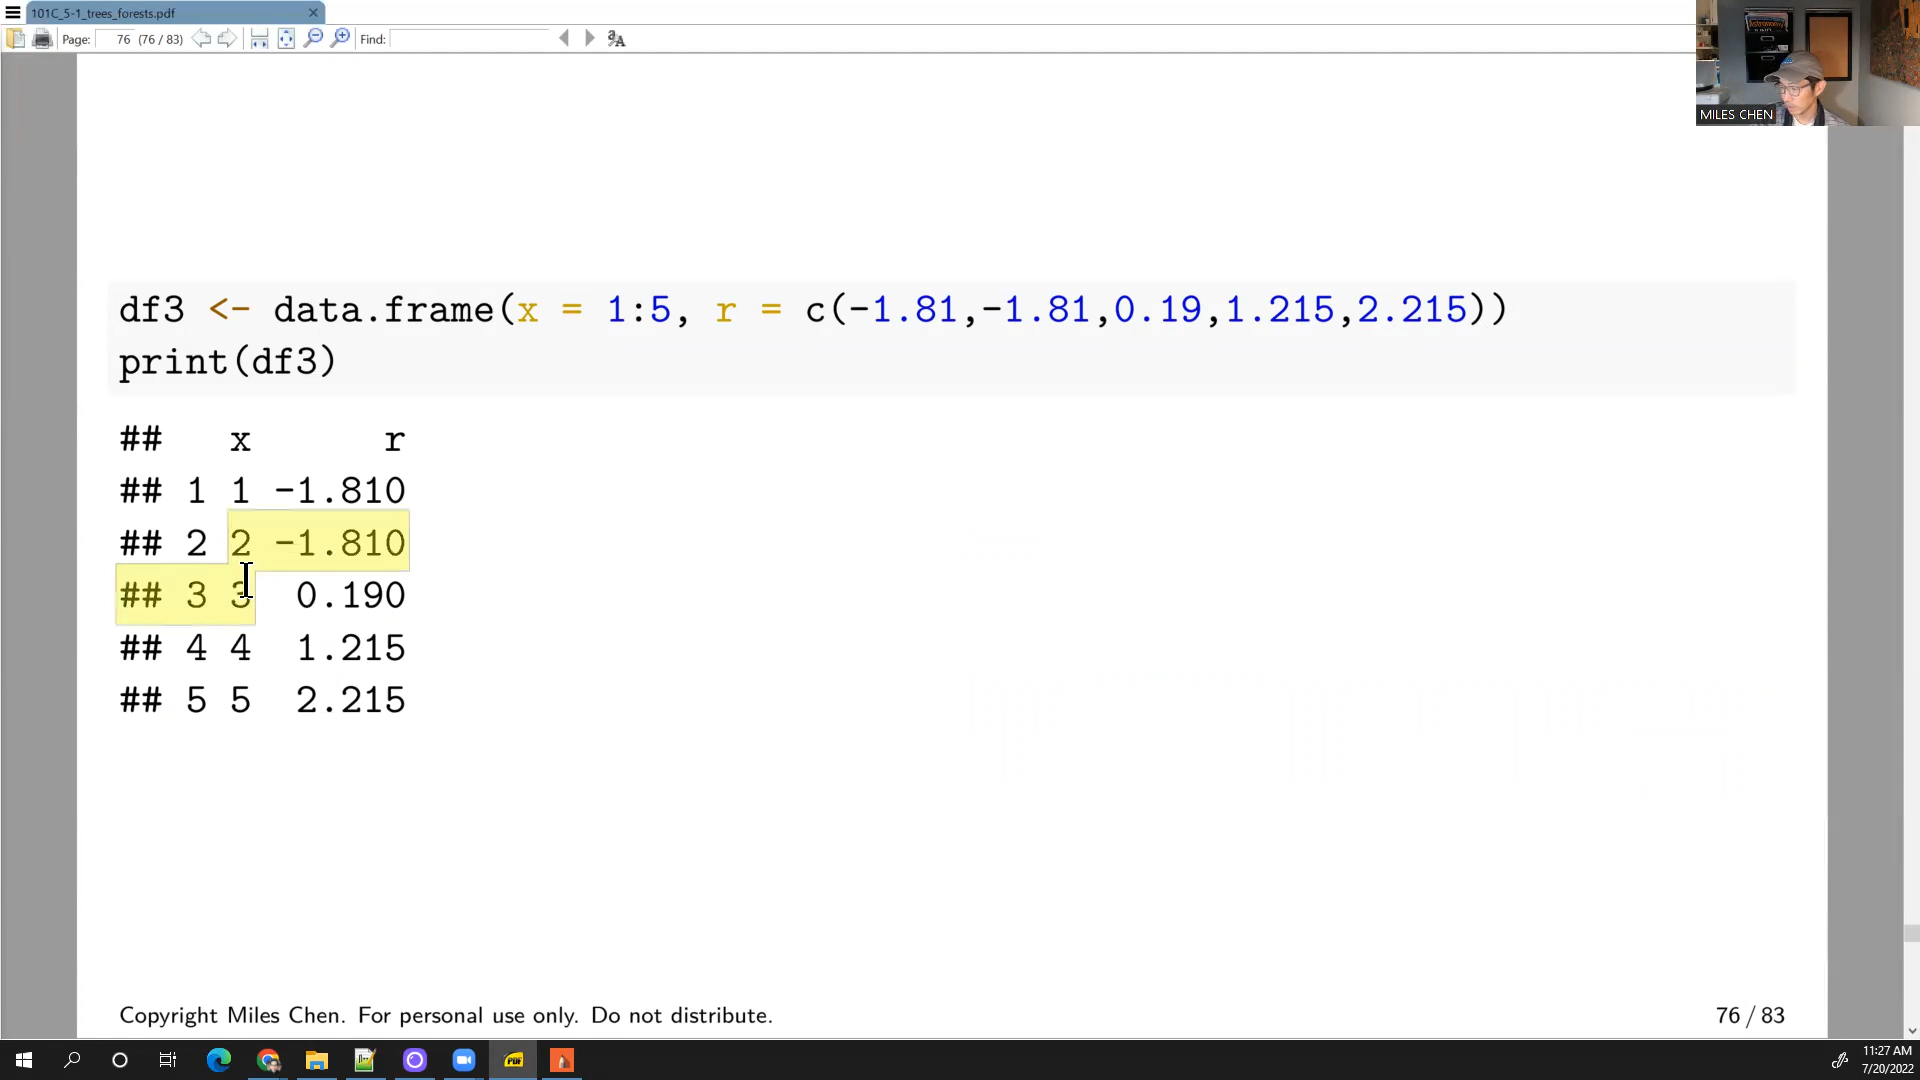 101C_5-1_trees_forests.pdf
Page: 76 (76 / 83) Find:
MILES CHEN
df3 <- data.frame(x = 1:5, r = c(-1.81,-1.81,0.19,1.215,2.215))
print(df3)
##   x      r
## 1 1 -1.810
## 2 2 -1.810
## 3 3  0.190
## 4 4  1.215
## 5 5  2.215
Copyright Miles Chen. For personal use only. Do not distribute.
76 / 83
PDF
11:27 AM
7/20/2022